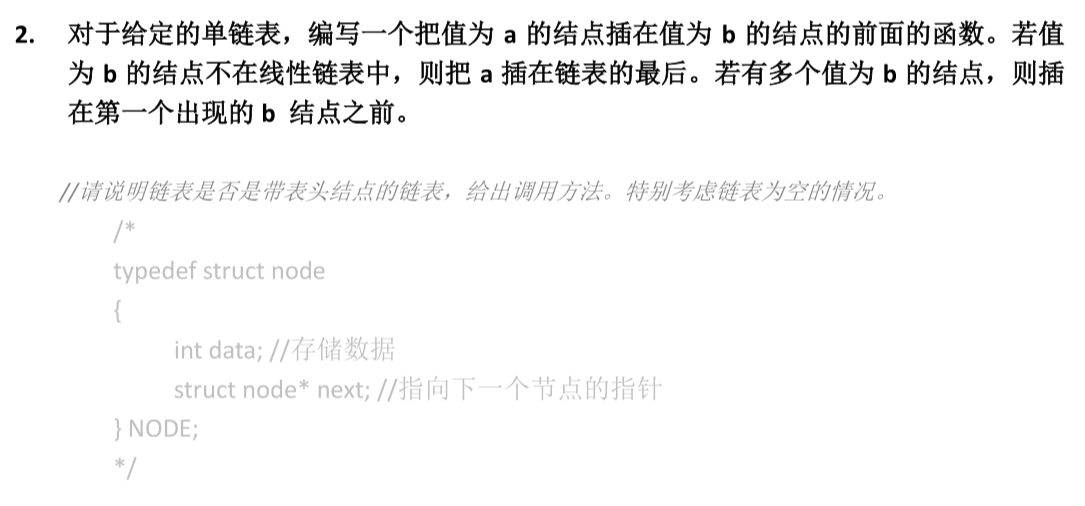 2. 对于给定的单链表，编写一个把值为 a 的结点插在值为 b 的结点的前面的函数。若值
为 b 的结点不在线性链表中，则把 a 插在链表的最后。若有多个值为 b 的结点，则插
在第一个出现的 b 结点之前。
//请说明链表是否是带表头结点的链表，给出调用方法。特别考虑链表为空的情况。
/*
typedef struct node
{
int data; //存储数据
struct node* next; //指向下一个节点的指针
} NODE;
*/